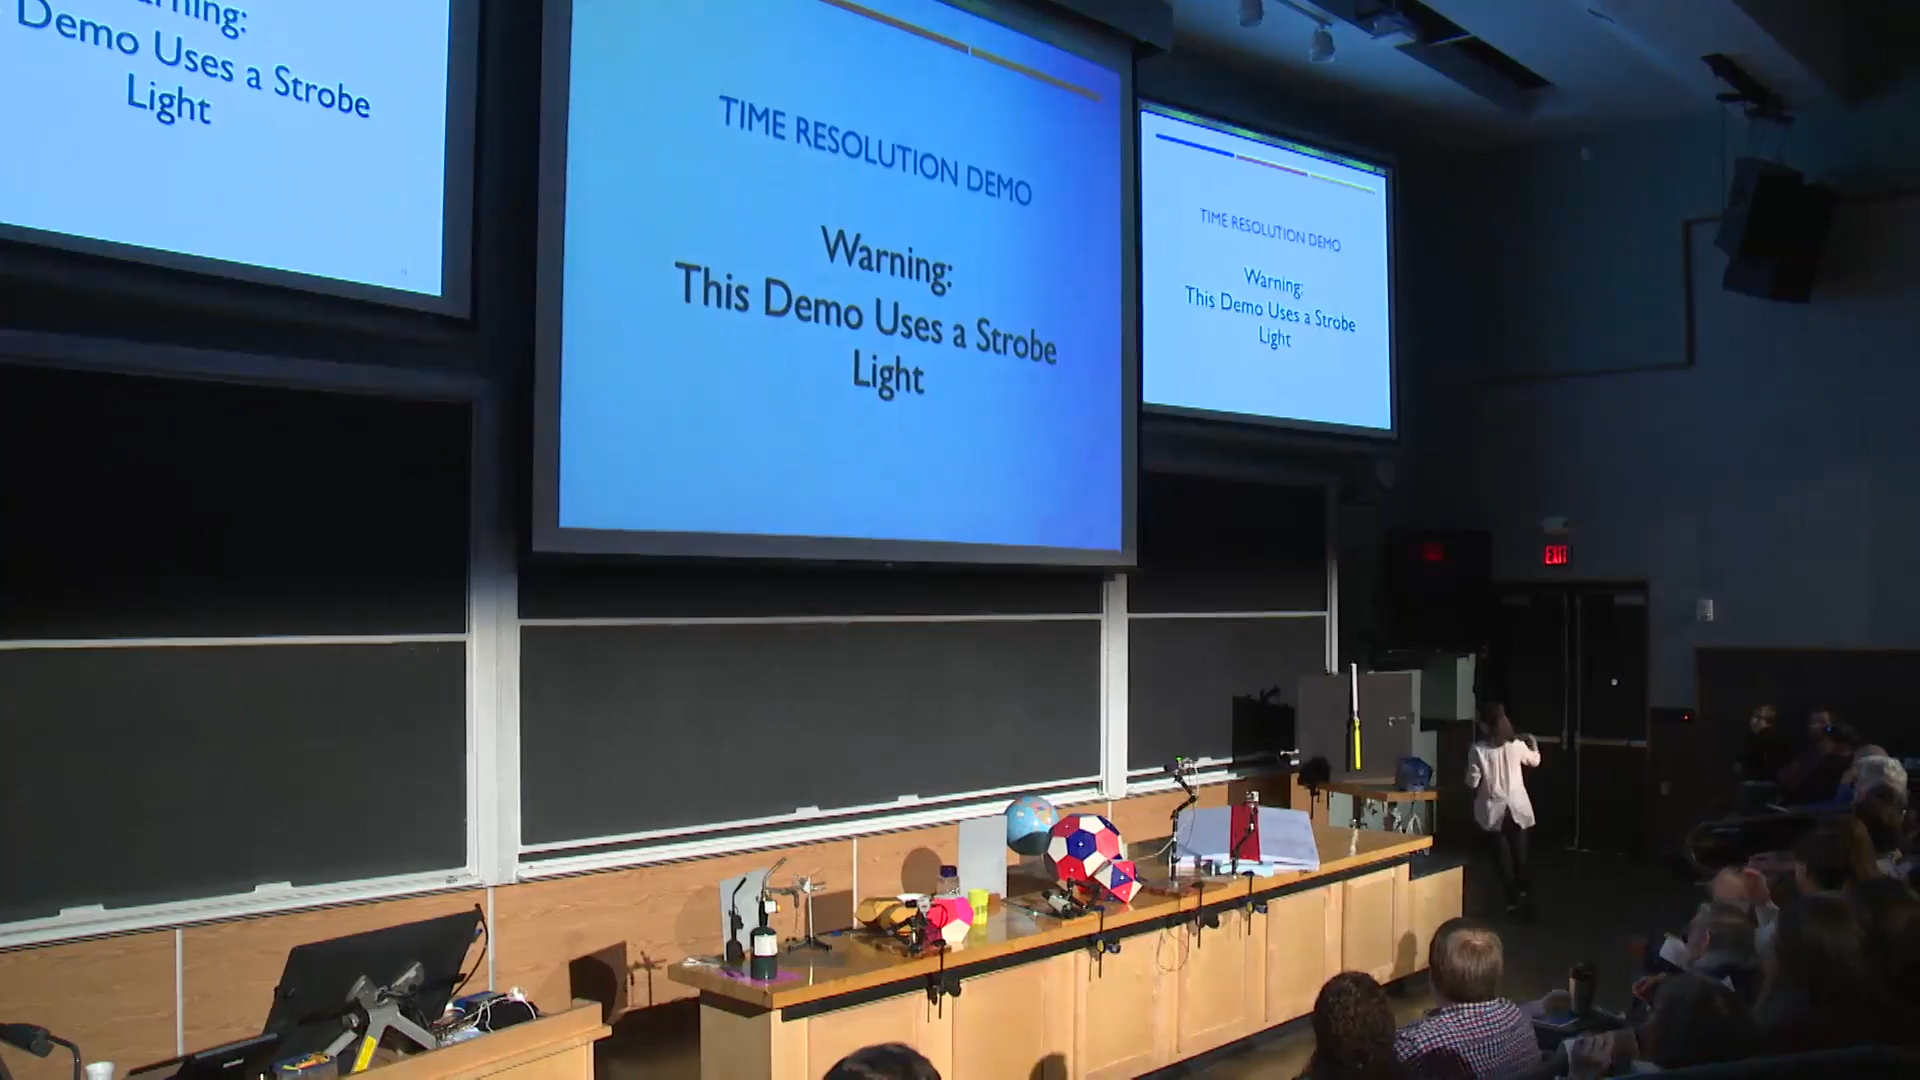 Warning:
Demo Uses a Strobe
Light
TIME RESOLUTION DEMO
Warning:
This Demo Uses a Strobe
Light
TIME RESOLUTION DEMO
Warning:
This Demo Uses a Strobe
Light
EXIT